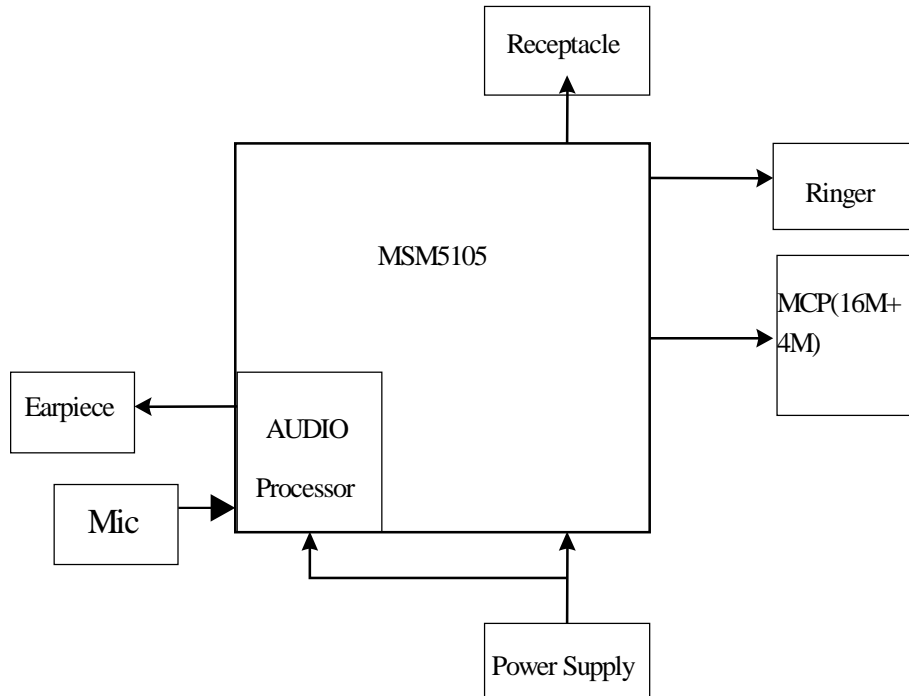 Receptacle
Ringer
MSM5105
MCP(16M+
4M)
Earpiece
AUDIO
Processor
Mic
Power Supply